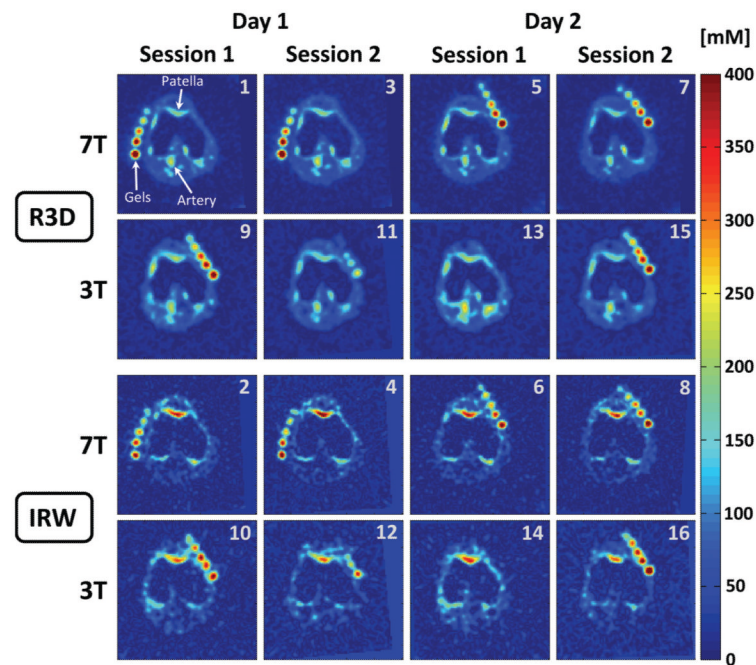 Day 1 Day 2
[mM]
Session 1 Session 2 Session 1 Session 2
400
Patella
1 3 5 7
7T
350
Gels Artery
R3D
300
9 11 13 15
3T
250
200
2 4 6 8
7T
150
IRW
100
10 12 14 16
3T
50
0